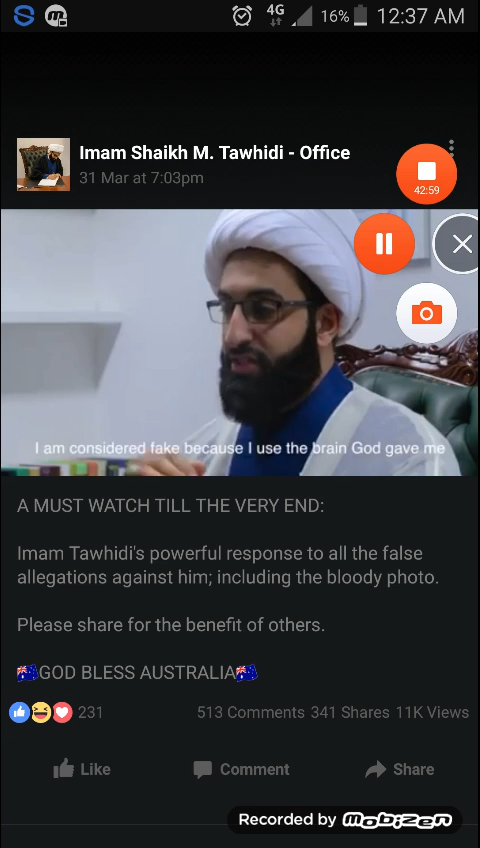 4G 16% 12:37 AM
Imam Shaikh M. Tawhidi - Office
31 Mar at 7:03pm
42:59
I am considered fake because I use the brain God gave me
A MUST WATCH TILL THE VERY END:
Imam Tawhidi's powerful response to all the false
allegations against him; including the bloody photo.
Please share for the benefit of others.
🇦🇺GOD BLESS AUSTRALIA🇦🇺
231 513 Comments 341 Shares 11K Views
Like Comment Share
Recorded by Mobizen